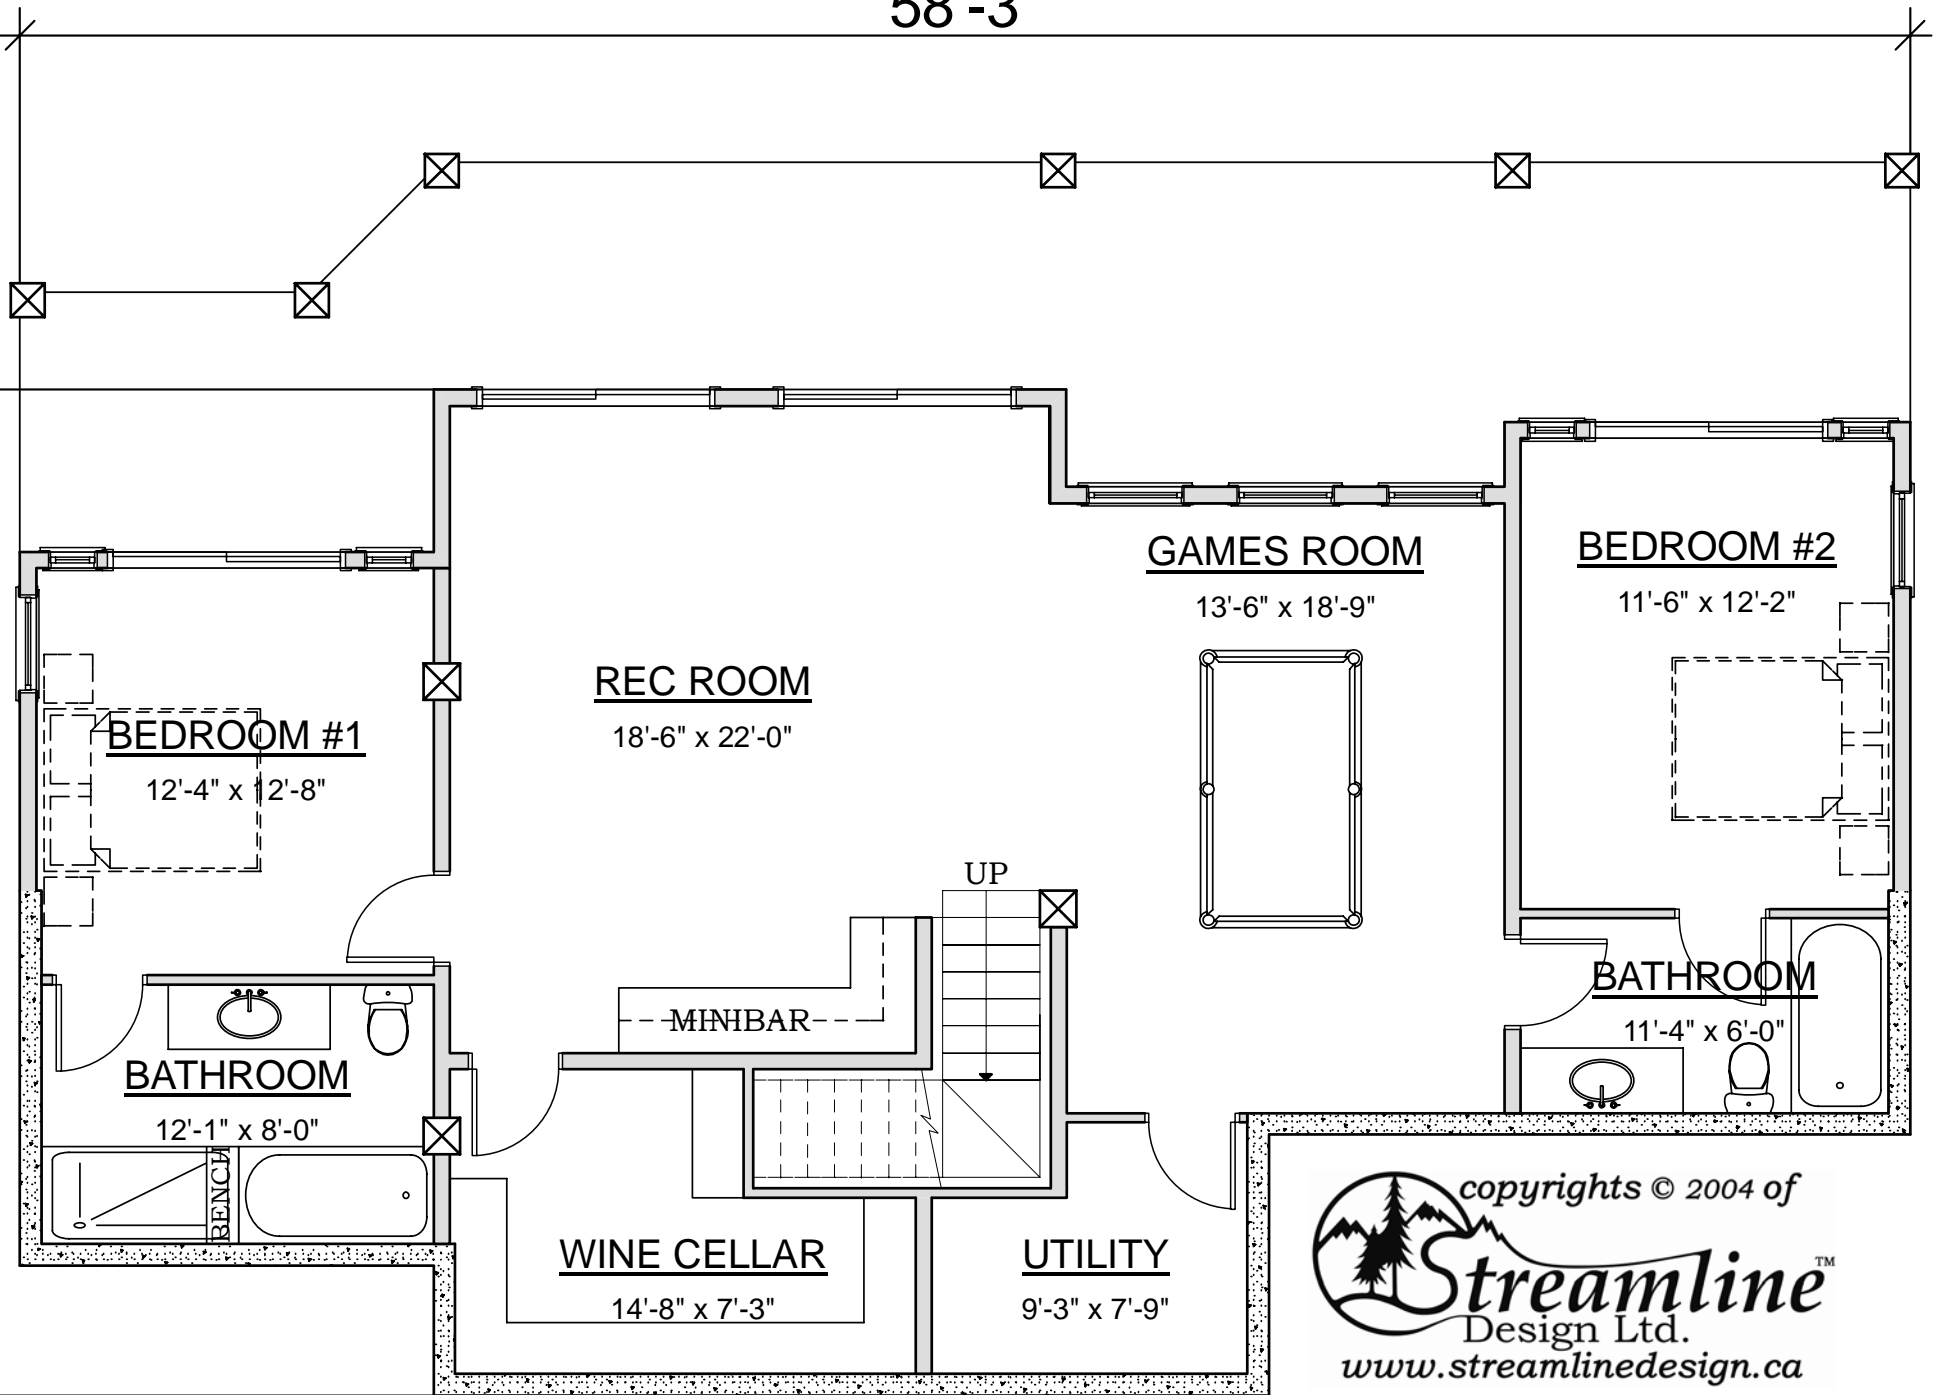 58'-3"
GAMES ROOM
13'-6" x 18'-9"
BEDROOM #2
11'-6" x 12'-2"
REC ROOM
18'-6" x 22'-0"
BEDROOM #1
12'-4" x 12'-8"
UP
MINIBAR
BATHROOM
11'-4" x 6'-0"
BATHROOM
12'-1" x 8'-0"
BENCH
WINE CELLAR
14'-8" x 7'-3"
UTILITY
9'-3" x 7'-9"
copyrights © 2004 of
Streamline™
Design Ltd.
www.streamlinedesign.ca